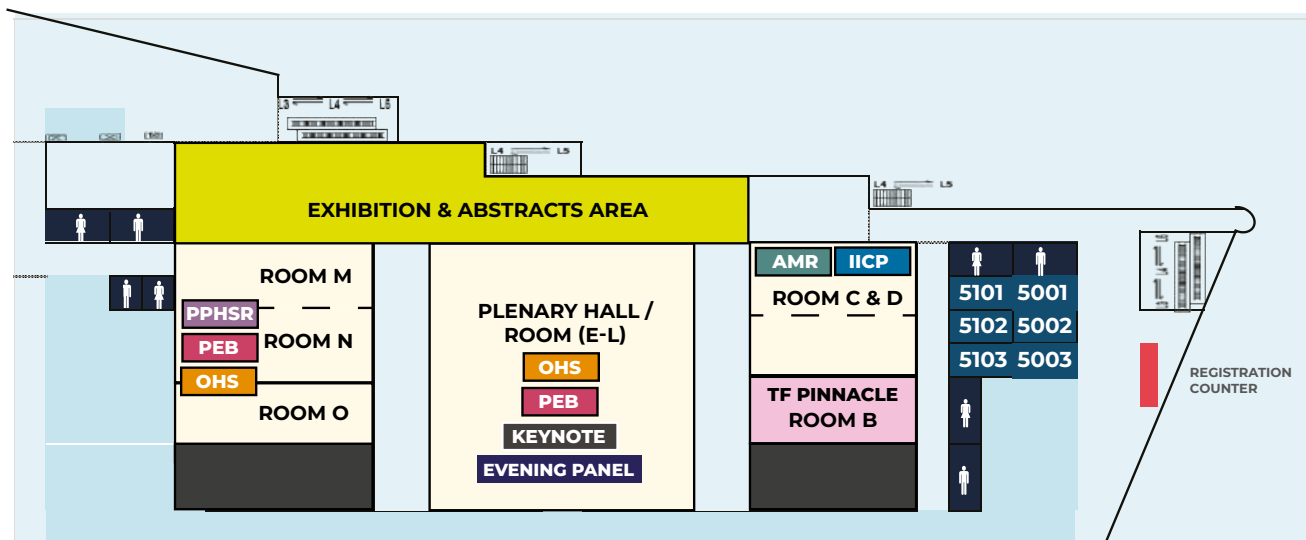 L3 L4 L6
L4 L5
L4 L5
EXHIBITION & ABSTRACTS AREA
ROOM M
PPHSR
PEB
ROOM N
OHS
ROOM O
PLENARY HALL /
ROOM (E-L)
OHS
PEB
KEYNOTE
EVENING PANEL
AMR IICP
ROOM C & D
TF PINNACLE
ROOM B
5101 5001
5102 5002
5103 5003
REGISTRATION
COUNTER